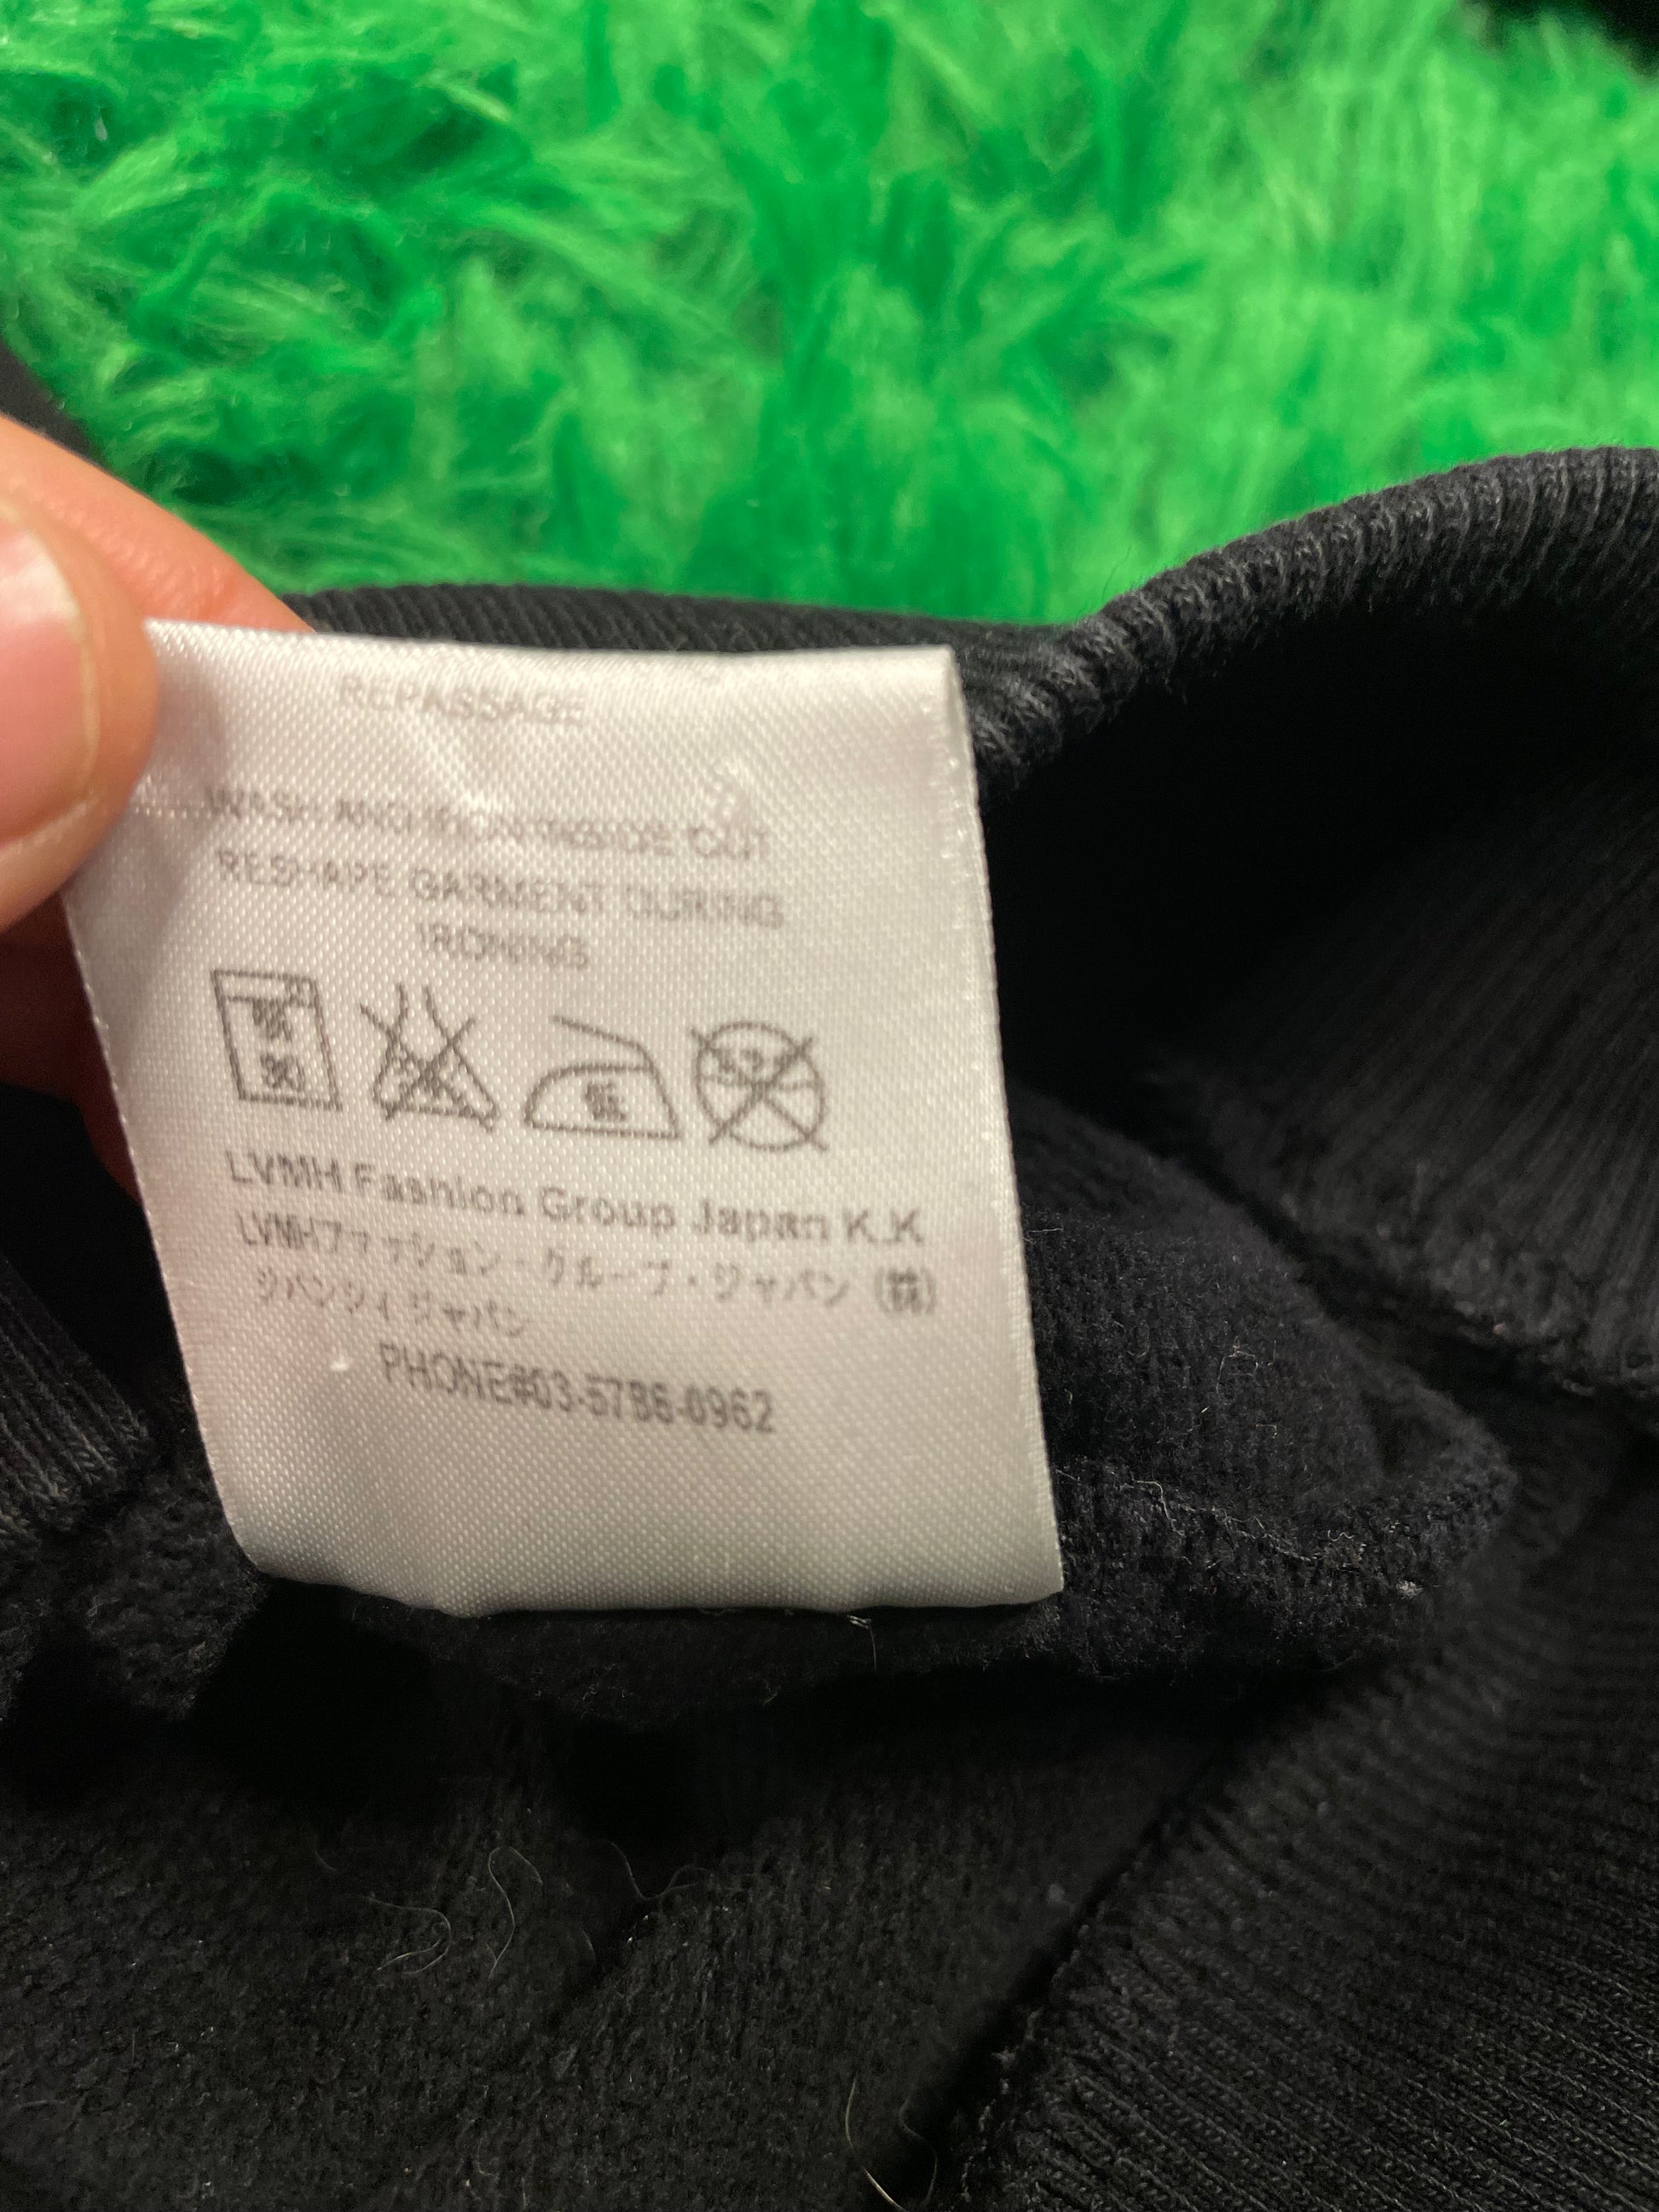 REPASSAGE
WASH AND IRON INSIDE OUT
RESHAPE GARMENT DURING
IRONING
30
LVMH Fashion Group Japan K.K
LVMHファッション・グループ・ジャパン (株)
ジバンシィジャパン
PHONE#03-5786-0962